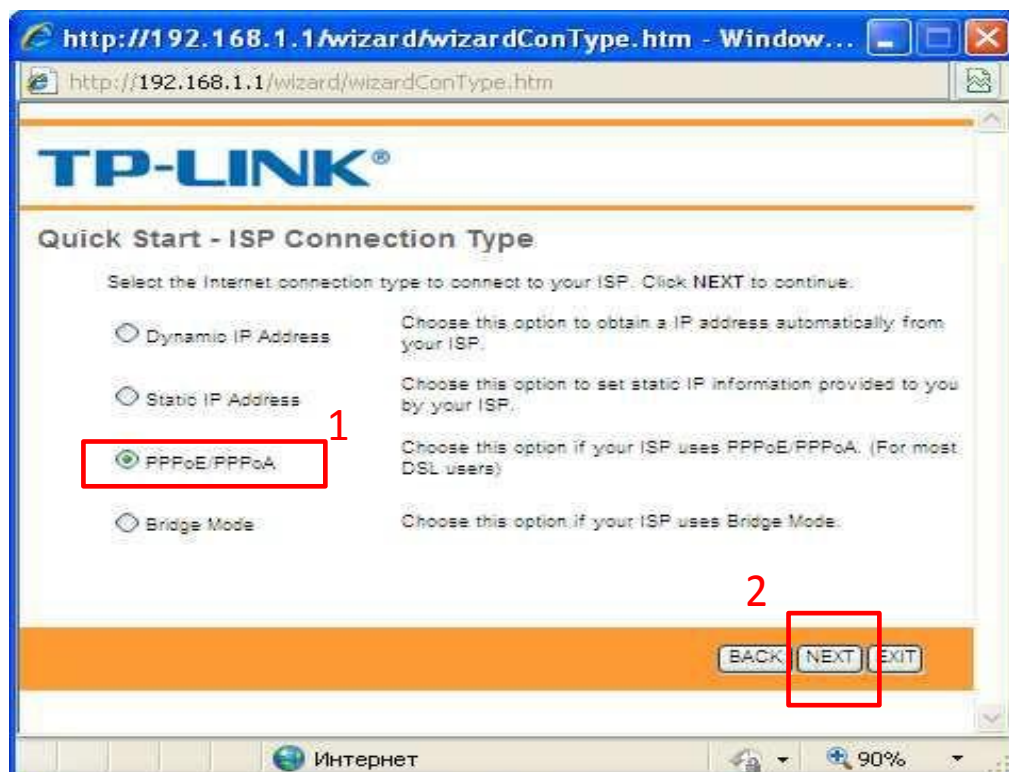 http://192.168.1.1/wizard/wizardConType.htm - Window...
http://192.168.1.1/wizard/wizardConType.htm
TP-LINK®
Quick Start - ISP Connection Type
Select the Internet connection type to connect to your ISP. Click NEXT to continue.
Dynamic IP Address
Choose this option to obtain a IP address automatically from
your ISP.
Static IP Address
Choose this option to set static IP information provided to you
by your ISP.
1
PPPoE/PPPoA
Choose this option if your ISP uses PPPoE/PPPoA. (For most
DSL users)
Bridge Mode
Choose this option if your ISP uses Bridge Mode.
2
BACK NEXT EXIT
Интернет 90%